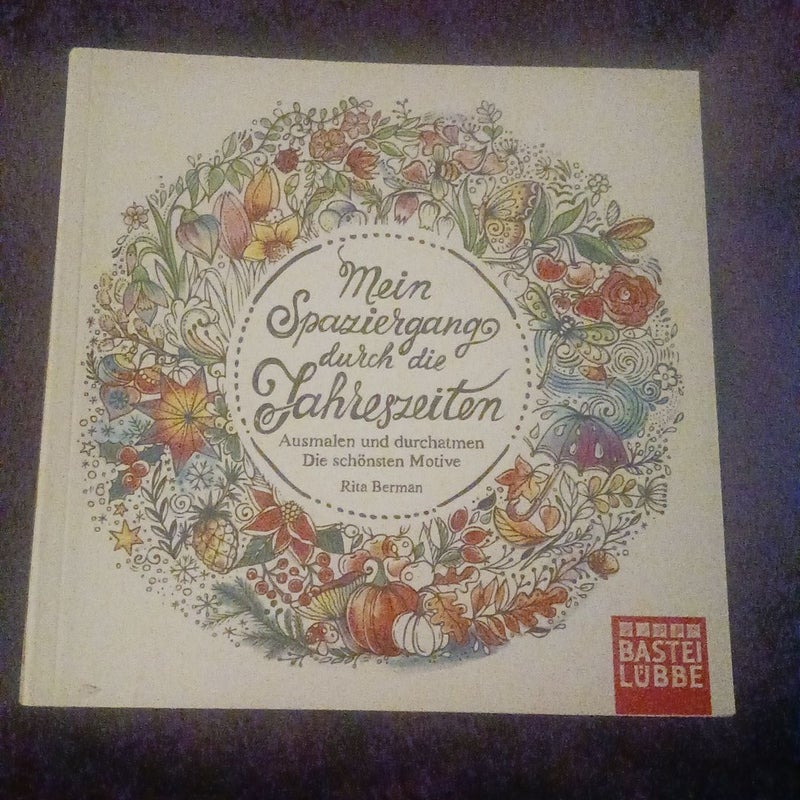 Mein
Spaziergang
durch die
Jahreszeiten
Ausmalen und durchatmen
Die schönsten Motive
Rita Berman
BASTEI
LÜBBE